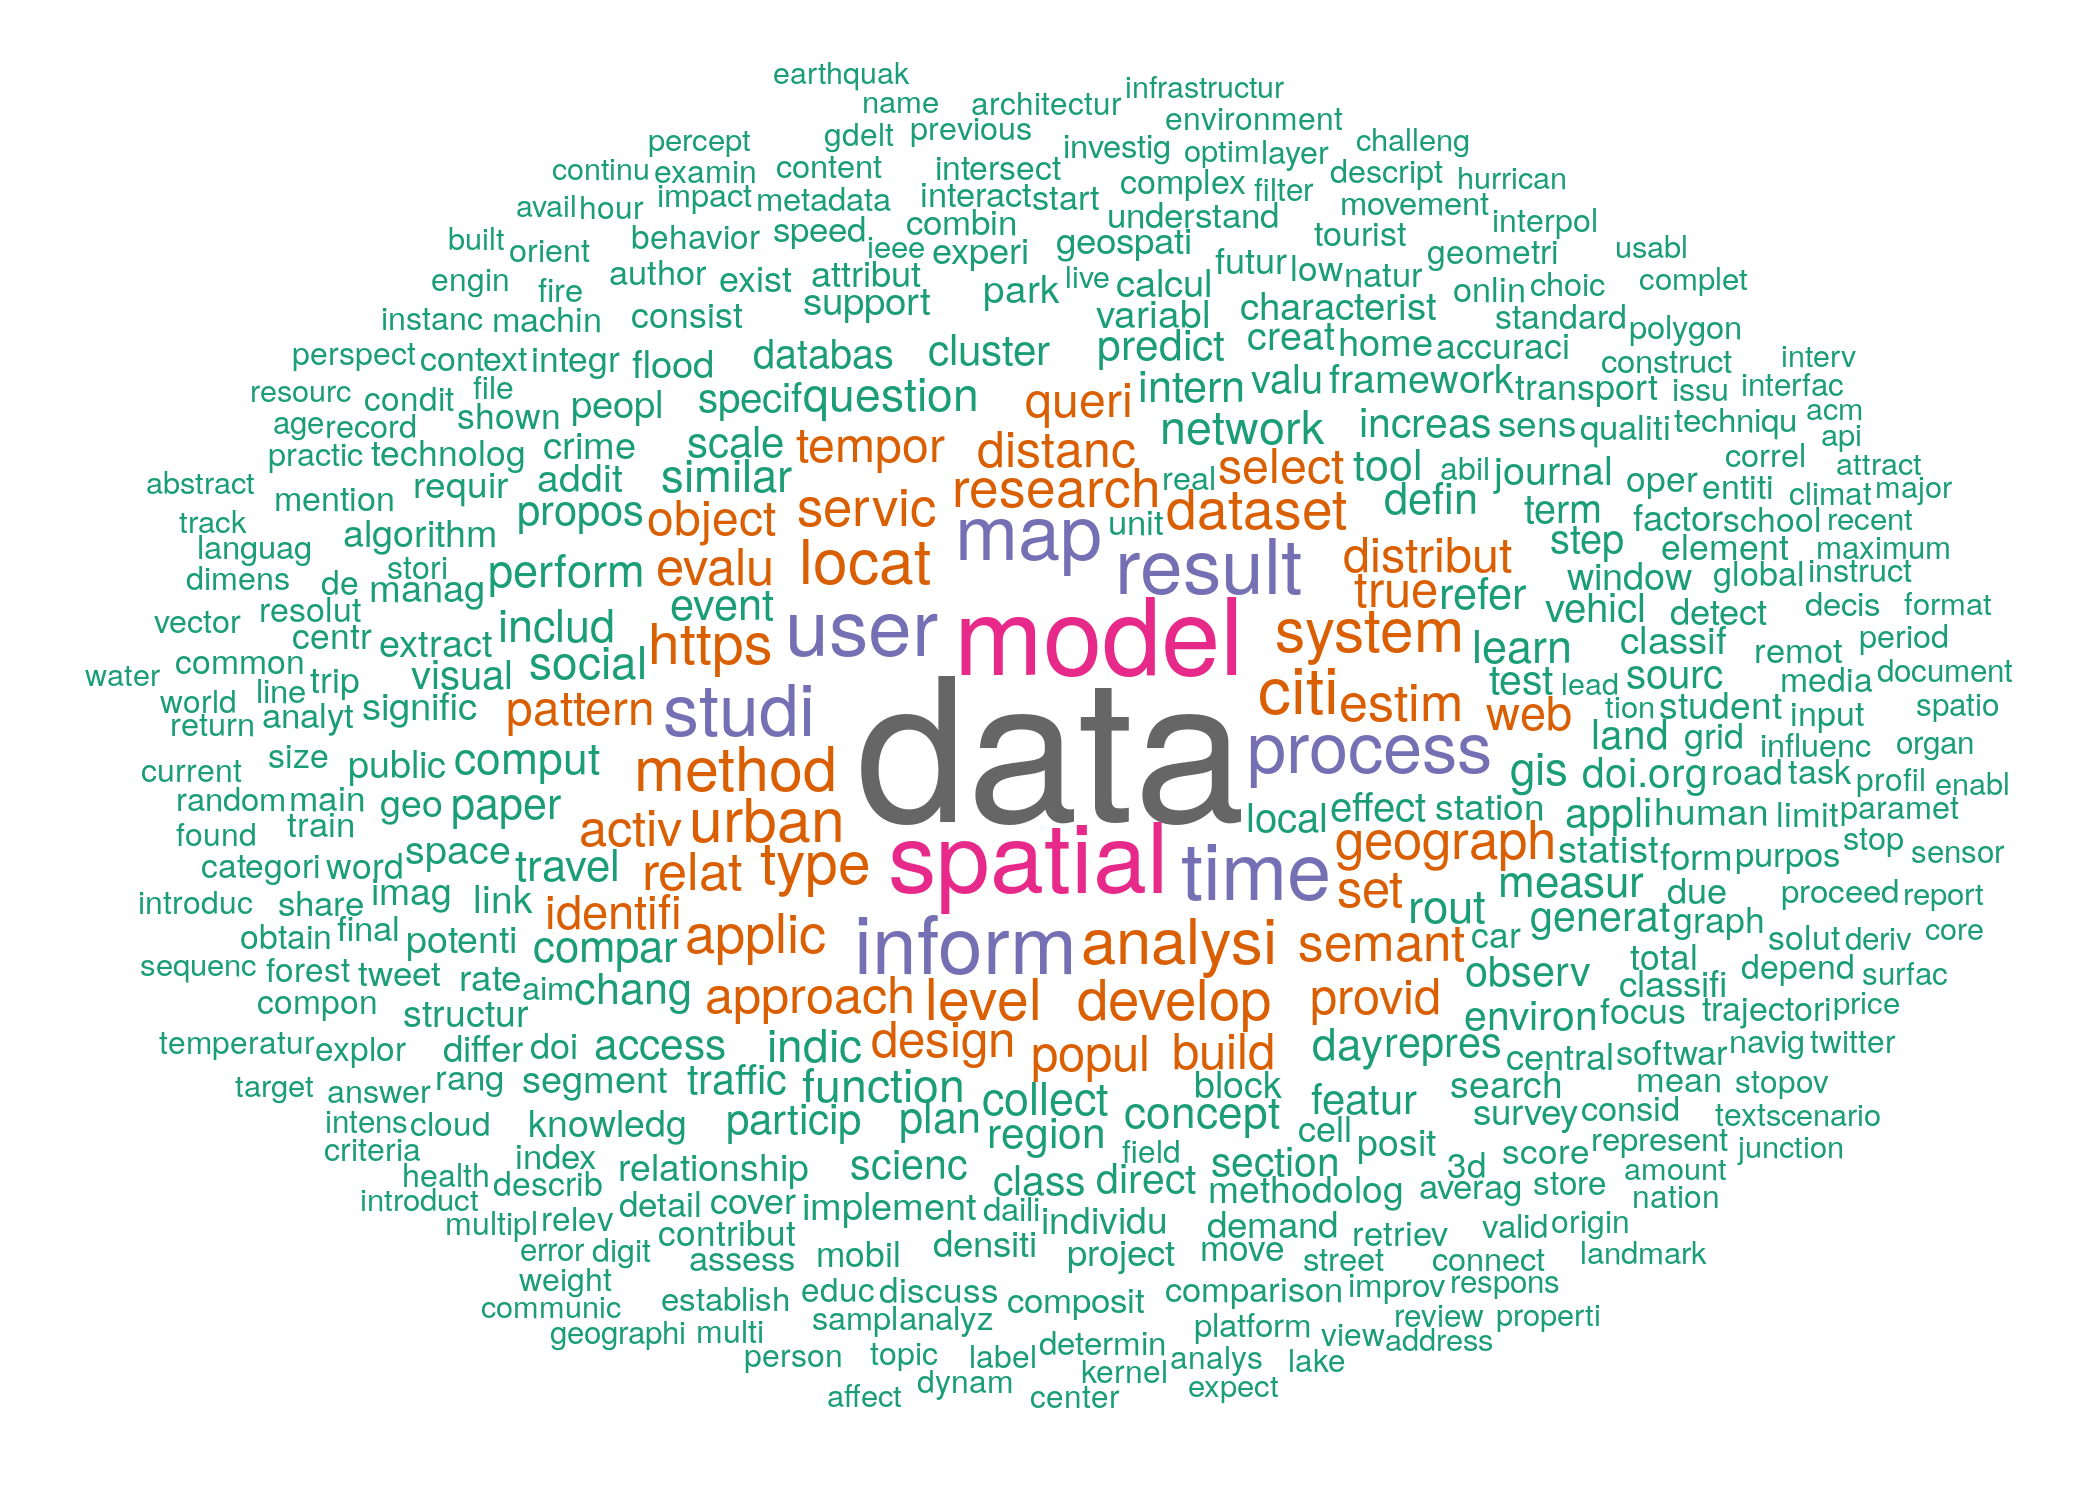 earthquak
name architectur infrastructur
percept gdelt previous environment challeng
continu examin content intersect investig optim layer descript hurrican
avail hour impact metadata interact start complex filter movement interpol
built orient behavior speed combin understand tourist geometri usabl
ieee experi geospati
engin fire author exist attribut park live calcul futur low natur onlin choic complet
instanc machin consist support variabl characterist standard polygon
perspect context integr flood databas cluster predict creat home accuraci construct interv
resourc condit file specif question queri intern valu framework transport issu interfac
age record shown peopl network increas sens qualiti techniqu acm
practic technolog crime scale tempor distanc select tool abil journal correl api
abstract mention requir addit similar research real dataset defin oper entiti climat attract major
track algorithm propos object servic map unit term factor school recent
languag stori perform evalu locat result distribut step element maximum
dimens de manag event true refer window global instruct
vector resolut includ user model vehicl detect decis format
centr extract https system learn classif remot period
water common visual social data citi estim test lead sourc media document
world line trip pattern studi web tion student input spatio
return analyt signific process land grid influenc organ
current size public comput method gis doi.org road task profil enabl
random main geo paper urban local effect station appli human limit paramet
found train activ geograph statist form purpos stop sensor
categori word space travel relat type spatial time set measur due proceed report
introduc share imag link identifi rout generat graph
obtain final potenti compar applic inform analysi semant car solut deriv core
sequenc forest tweet rate aim chang observ total depend surfac
compon structur approach level develop provid environ classifi focus trajectori price
temperatur explor differ doi access indic design popul build day repres central softwar navig twitter
target answer rang segment traffic function block search mean stopov
intens cloud knowledg particip plan collect concept featur survey consid text scenario
criteria index relationship scienc region field cell posit score represent junction
health describ class direct section 3d amount
introduct detail cover implement daili methodolog averag store nation
multipl relev contribut individu demand retriev valid origin
error digit assess mobil densiti project move street connect landmark
weight educ discuss comparison improv respons
communic establish composit review properti
geographi multi sampl analyz platform view address
person topic label determin analys lake
affect dynam center kernel expect